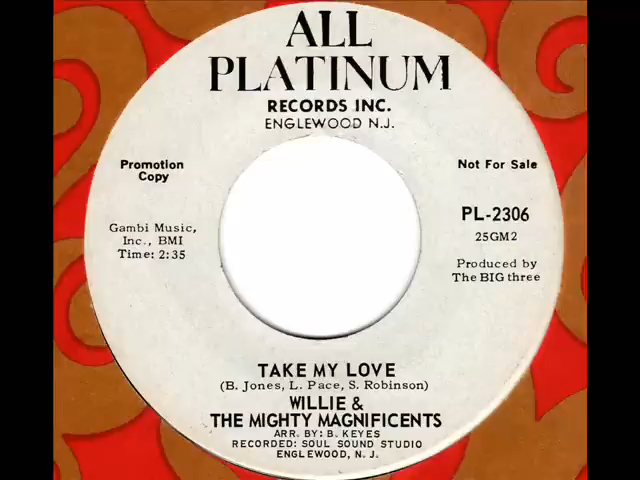 ALL
PLATINUM
RECORDS INC.
ENGLEWOOD N.J.
Promotion
Copy
Not For Sale
Gambi Music,
Inc., BMI
Time: 2:35
PL-2306
25GM2
Produced by
The BIG three
TAKE MY LOVE
(B. Jones, L. Pace, S. Robinson)
WILLIE &
THE MIGHTY MAGNIFICENTS
ARR. BY: B. KEYES
RECORDED: SOUL SOUND STUDIO
ENGLEWOOD, N. J.